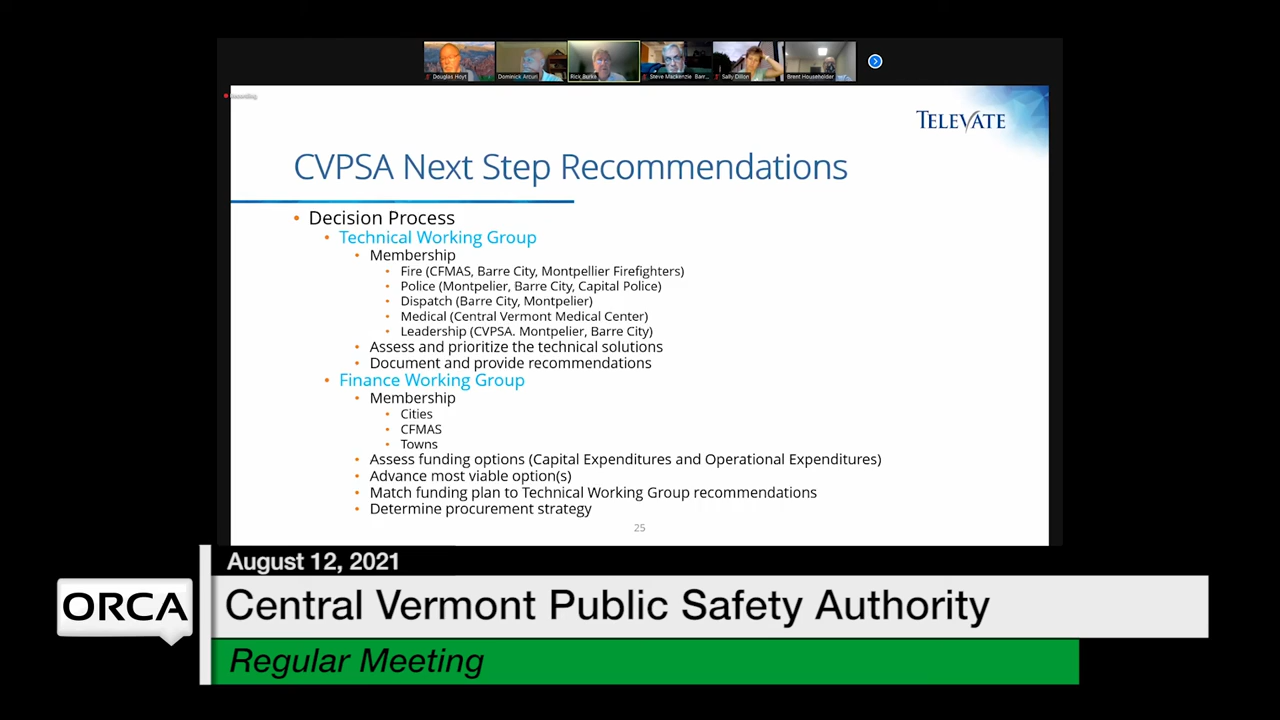 Douglas Hoyt
Dominick Arcuri
Rick Burke
Steve Mackenzie Barr...
Sally Dillon
Brent Householder
Recording
TELEVATE
CVPSA Next Step Recommendations
• Decision Process
• Technical Working Group
• Membership
• Fire (CFMAS, Barre City, Montpellier Firefighters)
• Police (Montpelier, Barre City, Capital Police)
• Dispatch (Barre City, Montpelier)
• Medical (Central Vermont Medical Center)
• Leadership (CVPSA. Montpelier, Barre City)
• Assess and prioritize the technical solutions
• Document and provide recommendations
• Finance Working Group
• Membership
• Cities
• CFMAS
• Towns
• Assess funding options (Capital Expenditures and Operational Expenditures)
• Advance most viable option(s)
• Match funding plan to Technical Working Group recommendations
• Determine procurement strategy
25
August 12, 2021
ORCA
Central Vermont Public Safety Authority
Regular Meeting